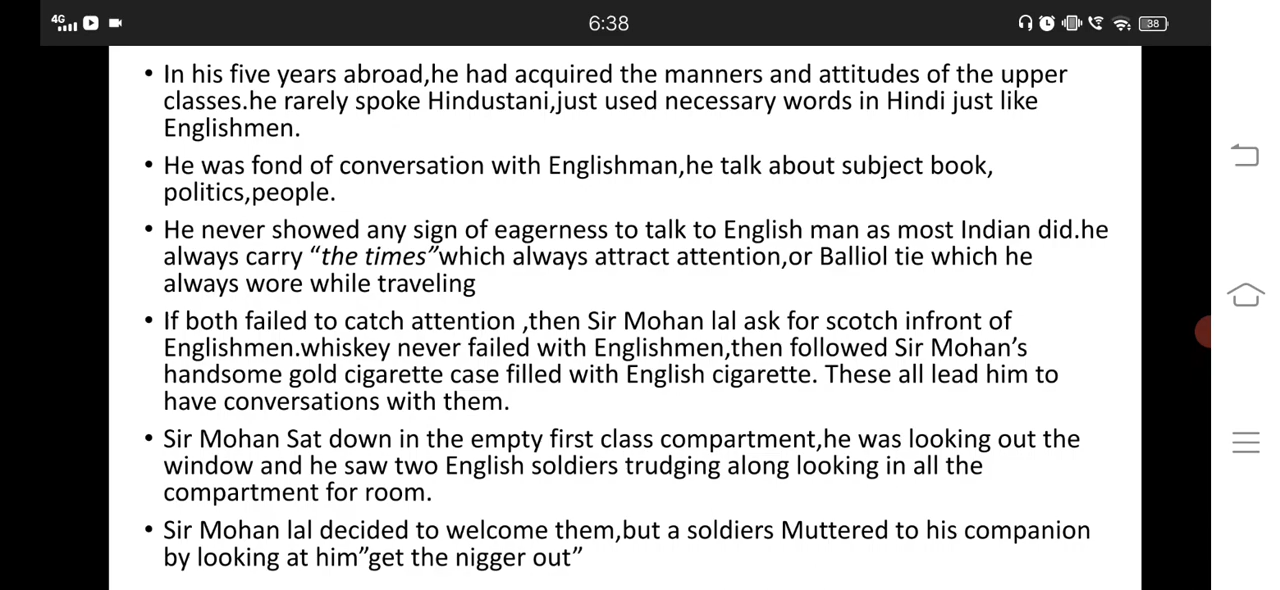 4G
6:38
38
• In his five years abroad,he had acquired the manners and attitudes of the upper
classes.he rarely spoke Hindustani,just used necessary words in Hindi just like
Englishmen.
• He was fond of conversation with Englishman,he talk about subject book,
politics,people.
• He never showed any sign of eagerness to talk to English man as most Indian did.he
always carry “the times”which always attract attention,or Balliol tie which he
always wore while traveling
• If both failed to catch attention ,then Sir Mohan lal ask for scotch infront of
Englishmen.whiskey never failed with Englishmen,then followed Sir Mohan’s
handsome gold cigarette case filled with English cigarette. These all lead him to
have conversations with them.
• Sir Mohan Sat down in the empty first class compartment,he was looking out the
window and he saw two English soldiers trudging along looking in all the
compartment for room.
• Sir Mohan lal decided to welcome them,but a soldiers Muttered to his companion
by looking at him”get the nigger out”